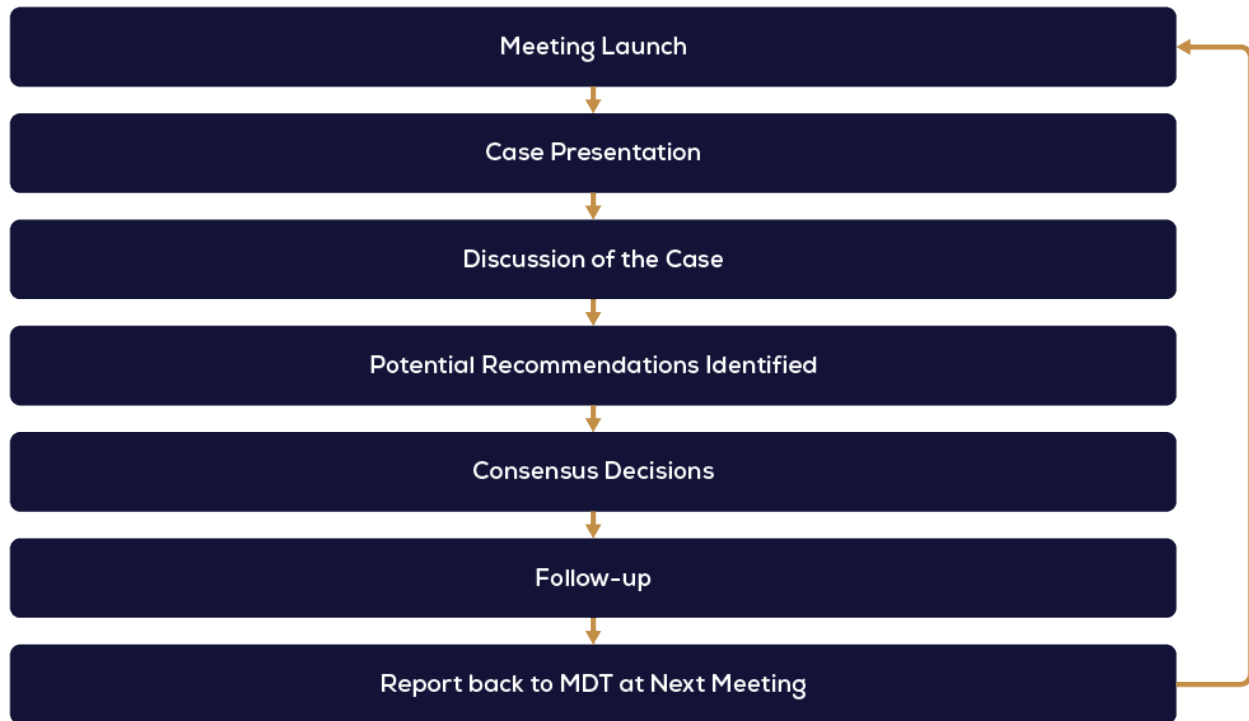 Meeting Launch
Case Presentation
Discussion of the Case
Potential Recommendations Identified
Consensus Decisions
Follow-up
Report back to MDT at Next Meeting